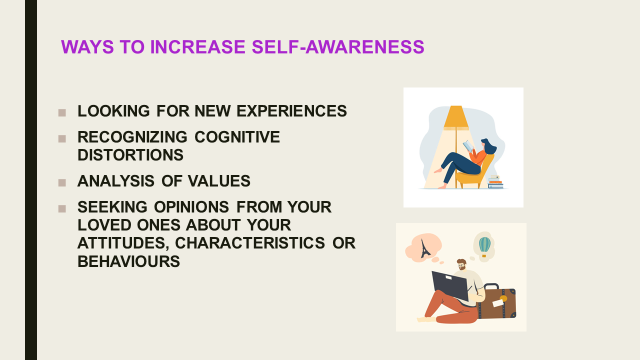 WAYS TO INCREASE SELF-AWARENESS
LOOKING FOR NEW EXPERIENCES
RECOGNIZING COGNITIVE
DISTORTIONS
ANALYSIS OF VALUES
SEEKING OPINIONS FROM YOUR
LOVED ONES ABOUT YOUR
ATTITUDES, CHARACTERISTICS OR
BEHAVIOURS